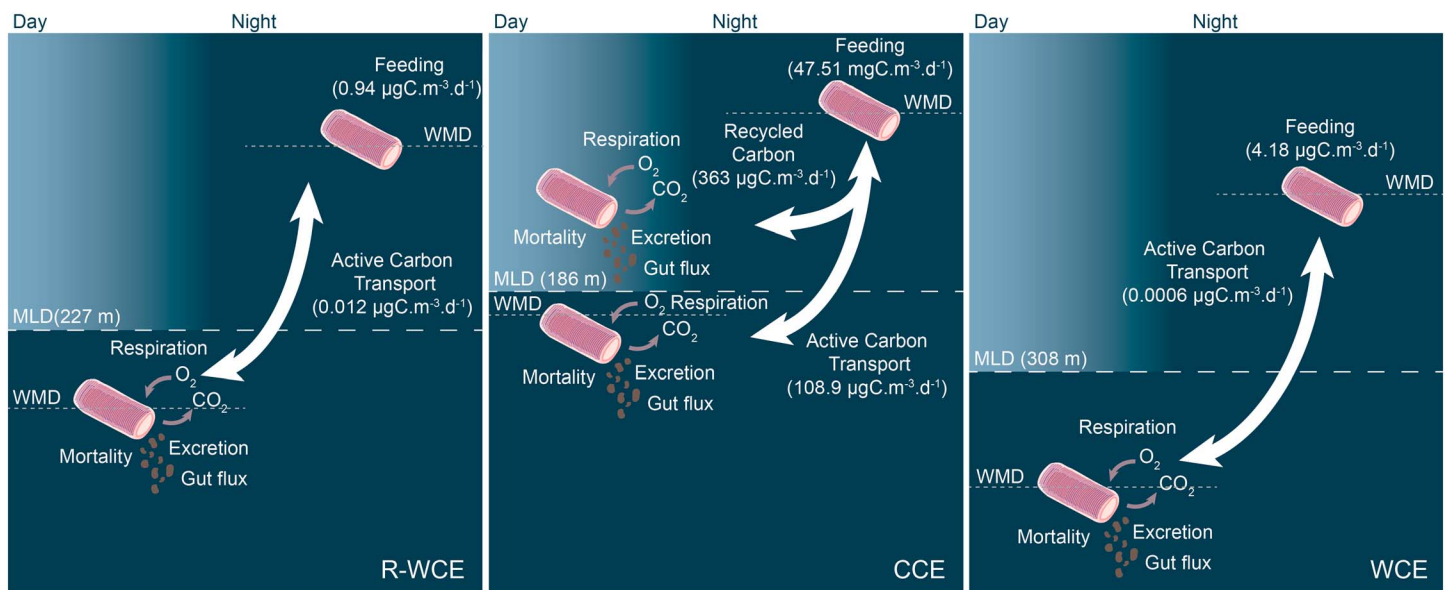 Day
Night
Feeding
(0.94 µgC.m⁻³.d⁻¹)
WMD
Active Carbon
Transport
(0.012 µgC.m⁻³.d⁻¹)
MLD(227 m)
Respiration
O₂
CO₂
WMD
Mortality
Excretion
Gut flux
R-WCE
Day
Night
Feeding
(47.51 mgC.m⁻³.d⁻¹)
WMD
Respiration
O₂
CO₂
Recycled
Carbon
(363 µgC.m⁻³.d⁻¹)
Mortality
Excretion
Gut flux
MLD (186 m)
WMD
O₂ Respiration
CO₂
Mortality
Excretion
Gut flux
Active Carbon
Transport
(108.9 µgC.m⁻³.d⁻¹)
CCE
Day
Night
Feeding
(4.18 µgC.m⁻³.d⁻¹)
WMD
Active Carbon
Transport
(0.0006 µgC.m⁻³.d⁻¹)
MLD (308 m)
Respiration
O₂
CO₂
WMD
Mortality
Excretion
Gut flux
WCE